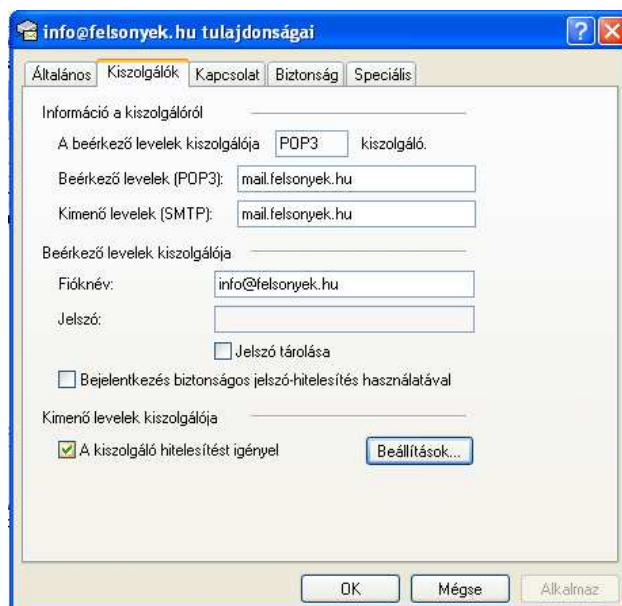 info@felsonyek.hu tulajdonságai
Általános Kiszolgálók Kapcsolat Biztonság Speciális
Információ a kiszolgálóról
A beérkező levelek kiszolgálója POP3 kiszolgáló.
Beérkező levelek (POP3): mail.felsonyek.hu
Kimenő levelek (SMTP): mail.felsonyek.hu
Beérkező levelek kiszolgálója
Fióknév: info@felsonyek.hu
Jelszó:
Jelszó tárolása
Bejelentkezés biztonságos jelszó-hitelesítés használatával
Kimenő levelek kiszolgálója
A kiszolgáló hitelesítést igényel Beállítások...
OK Mégse Alkalmaz